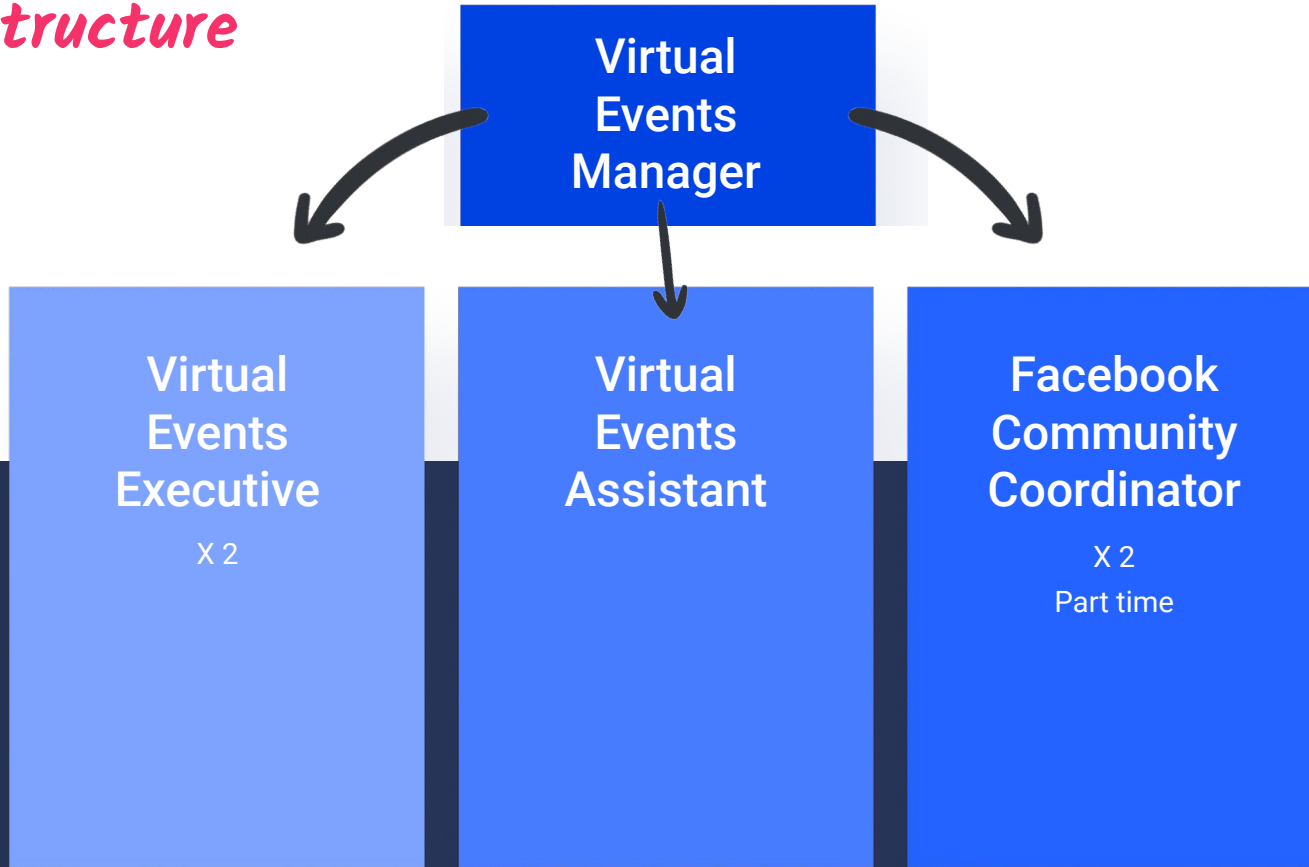 tructure
Virtual
Events
Manager
Virtual
Events
Executive
X 2
Virtual
Events
Assistant
Facebook
Community
Coordinator
X 2
Part time